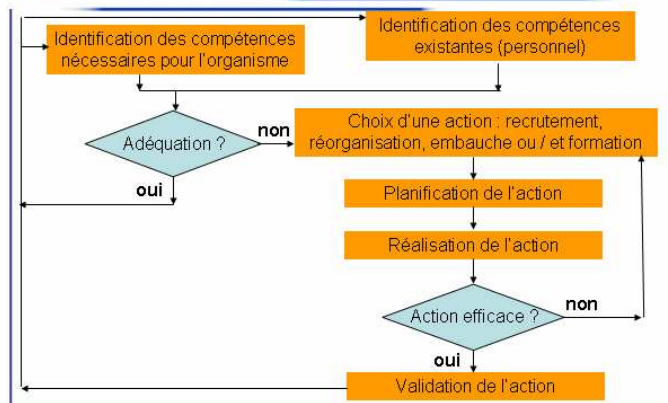 Identification des compétences
nécessaires pour l'organisme
Identification des compétences
existantes (personnel)
Adéquation ?
non
oui
Choix d'une action : recrutement,
réorganisation, embauche ou / et formation
Planification de l'action
Réalisation de l'action
Action efficace ?
non
oui
Validation de l'action